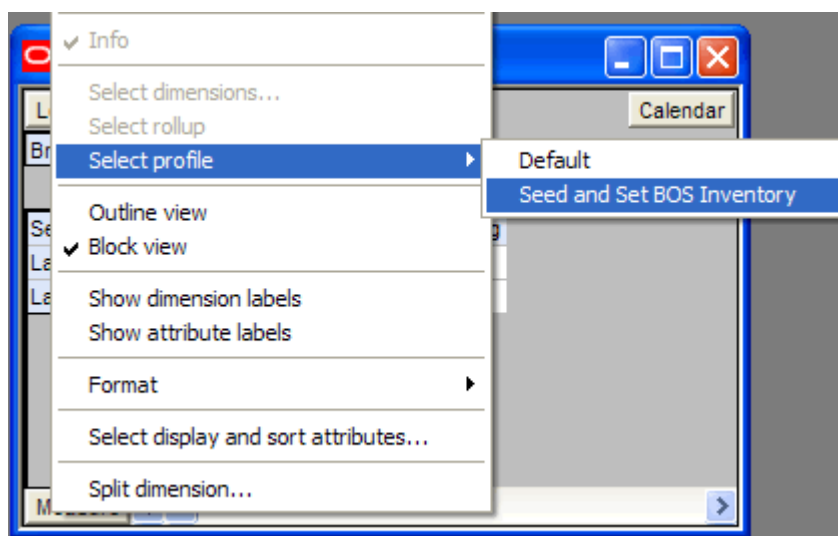 Info
Select dimensions...
Select rollup
Calendar
Select profile
Default
Seed and Set BOS Inventory
Outline view
Block view
Show dimension labels
Show attribute labels
Format
Select display and sort attributes...
Split dimension...